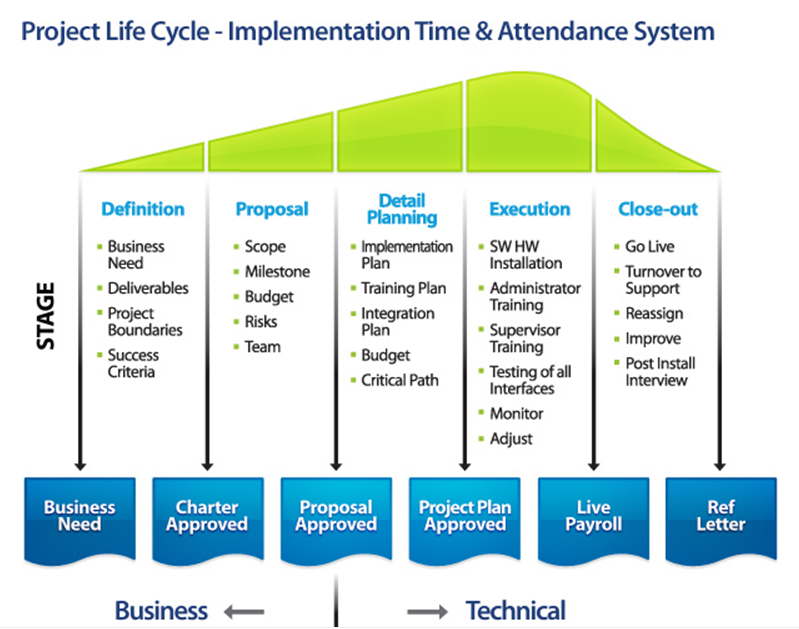 Project Life Cycle - Implementation Time & Attendance System
STAGE
Definition
Business
Need
Deliverables
Project
Boundaries
Success
Criteria
Proposal
Scope
Milestone
Budget
Risks
Team
Detail
Planning
Implementation
Plan
Training Plan
Integration
Plan
Budget
Critical Path
Execution
SW HW
Installation
Administrator
Training
Supervisor
Training
Testing of all
Interfaces
Monitor
Adjust
Close-out
Go Live
Turnover to
Support
Reassign
Improve
Post Install
Interview
Business
Need
Charter
Approved
Proposal
Approved
Project Plan
Approved
Live
Payroll
Ref
Letter
Business
Technical